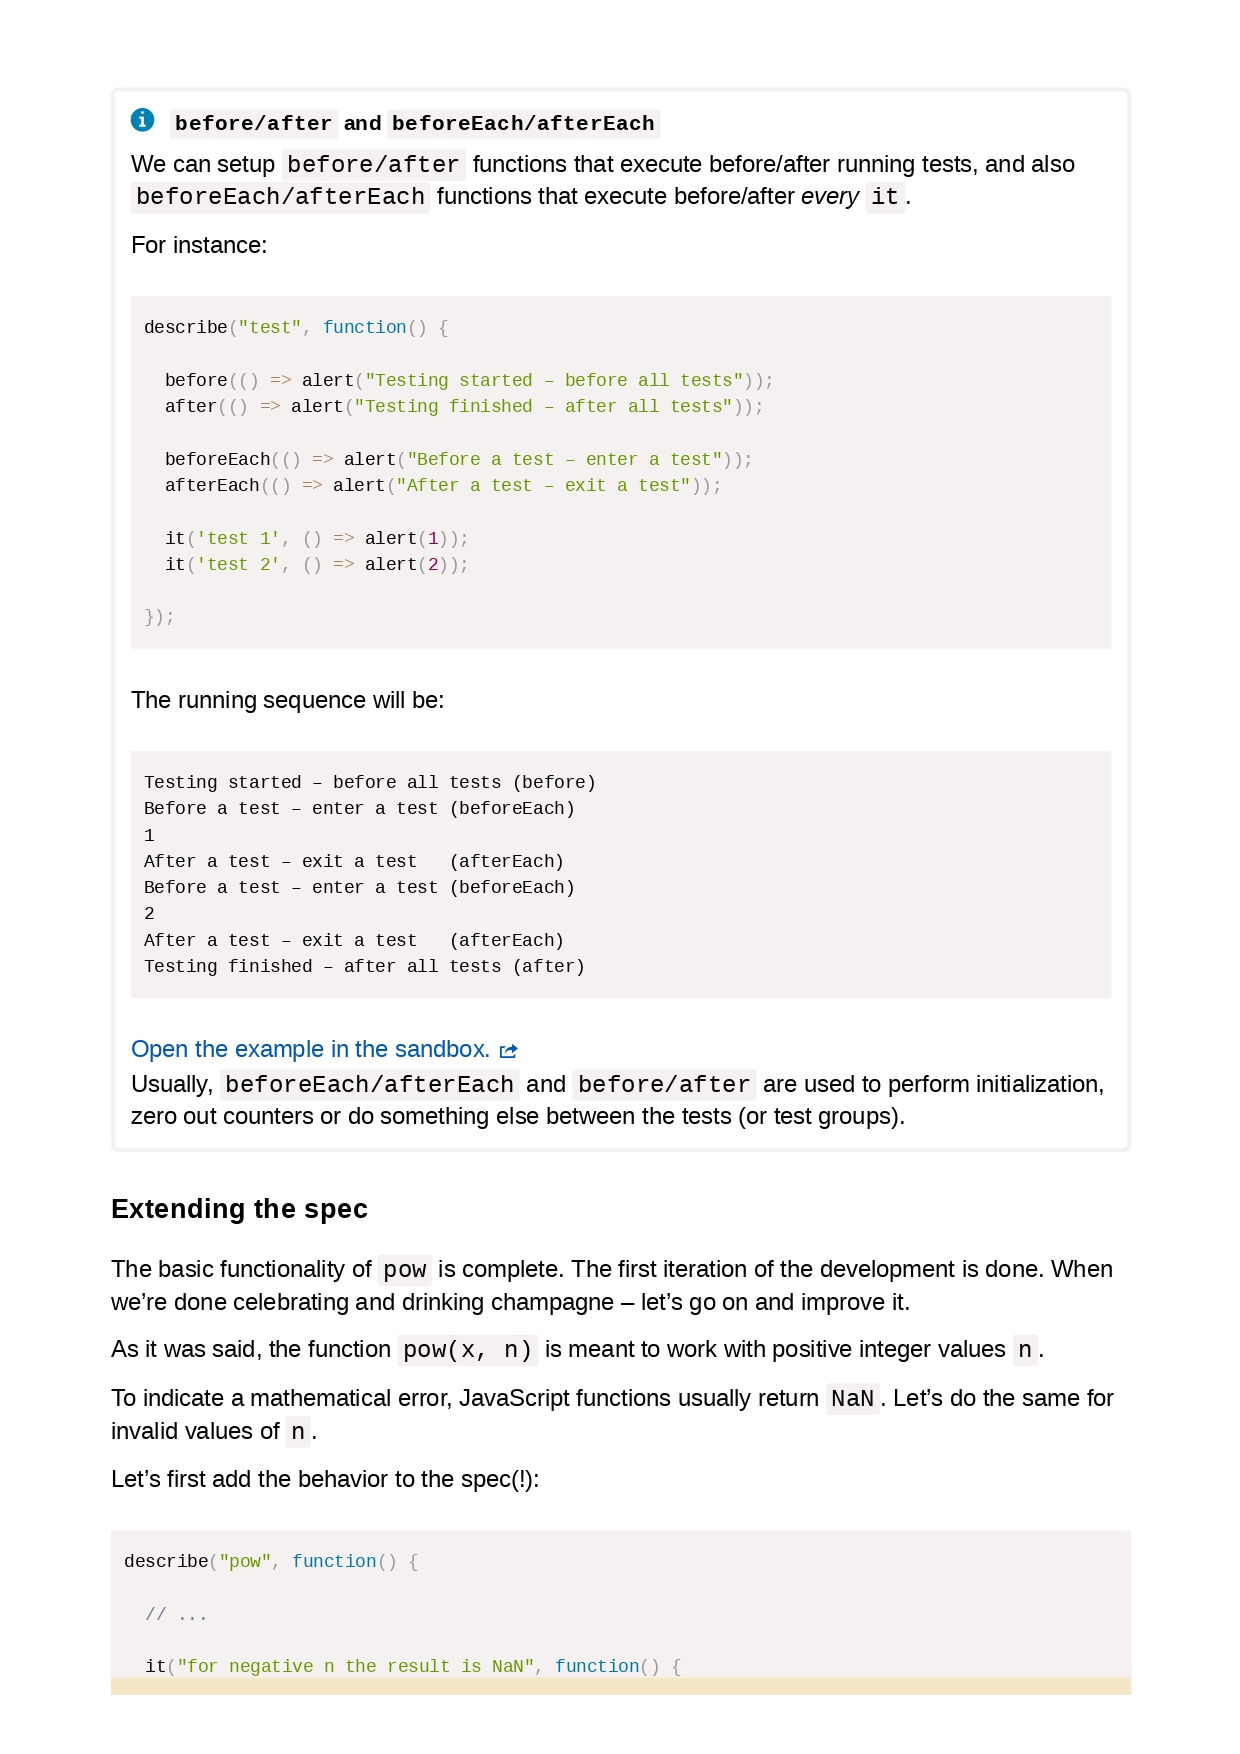 before/after and beforeEach/afterEach
We can setup before/after functions that execute before/after running tests, and also
beforeEach/afterEach functions that execute before/after every it.
For instance:
describe("test", function() {
  before(() => alert("Testing started – before all tests"));
  after(() => alert("Testing finished – after all tests"));
  beforeEach(() => alert("Before a test – enter a test"));
  afterEach(() => alert("After a test – exit a test"));
  it('test 1', () => alert(1));
  it('test 2', () => alert(2));
});
The running sequence will be:
Testing started – before all tests (before)
Before a test – enter a test (beforeEach)
1
After a test – exit a test   (afterEach)
Before a test – enter a test (beforeEach)
2
After a test – exit a test   (afterEach)
Testing finished – after all tests (after)
Open the example in the sandbox.
Usually, beforeEach/afterEach and before/after are used to perform initialization,
zero out counters or do something else between the tests (or test groups).
Extending the spec
The basic functionality of pow is complete. The first iteration of the development is done. When
we’re done celebrating and drinking champagne – let’s go on and improve it.
As it was said, the function pow(x, n) is meant to work with positive integer values n.
To indicate a mathematical error, JavaScript functions usually return NaN. Let’s do the same for
invalid values of n.
Let’s first add the behavior to the spec(!):
describe("pow", function() {
  // ...
  it("for negative n the result is NaN", function() {